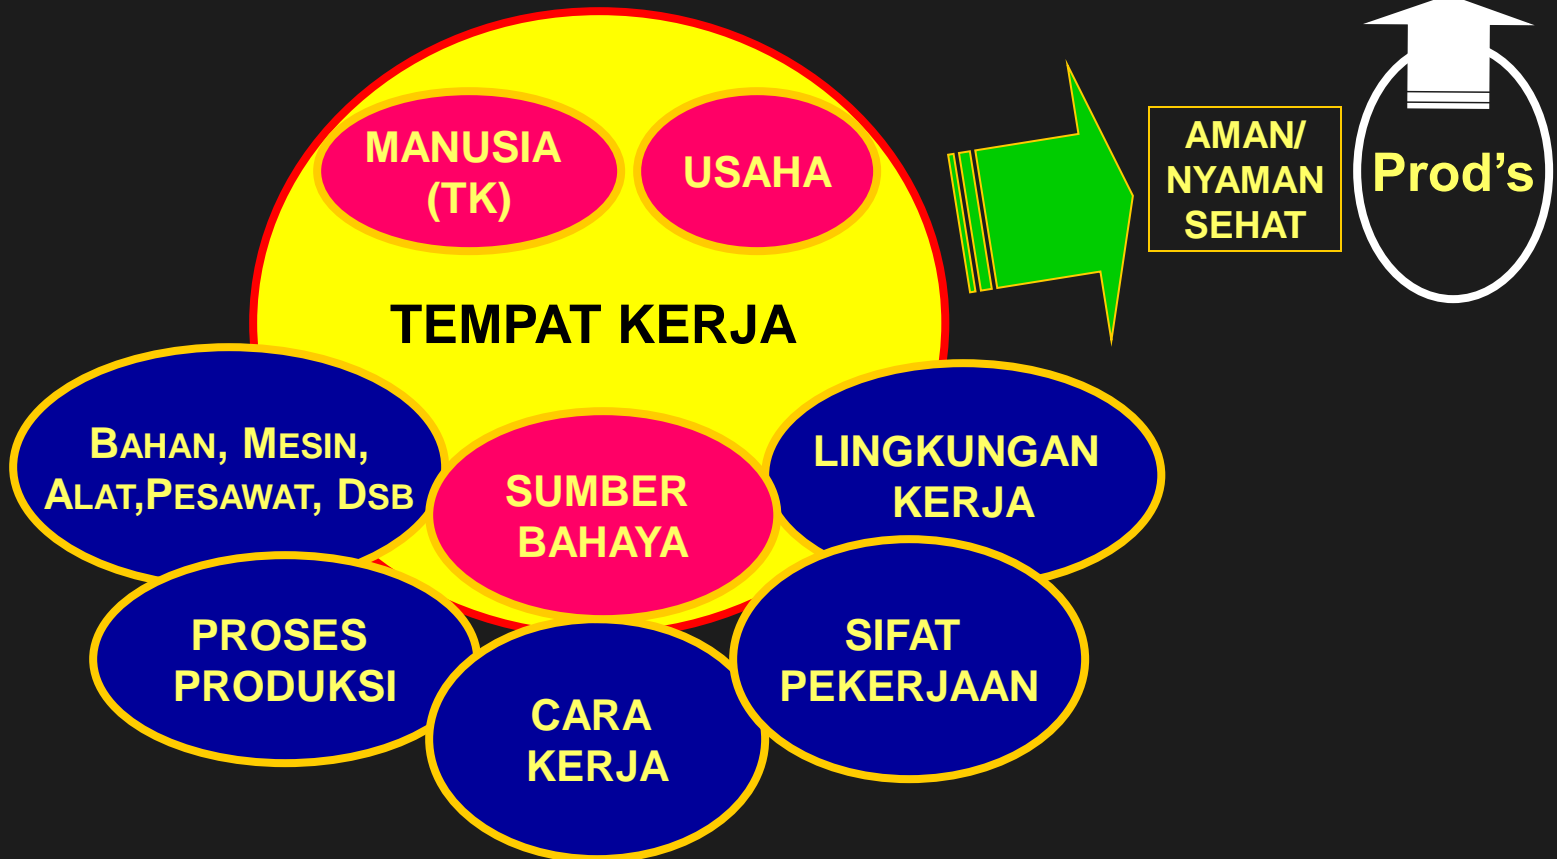 MANUSIA
(TK)
USAHA
AMAN/
NYAMAN
SEHAT
Prod’s
TEMPAT KERJA
BAHAN, MESIN,
ALAT,PESAWAT, DSB
SUMBER
BAHAYA
LINGKUNGAN
KERJA
PROSES
PRODUKSI
CARA
KERJA
SIFAT
PEKERJAAN